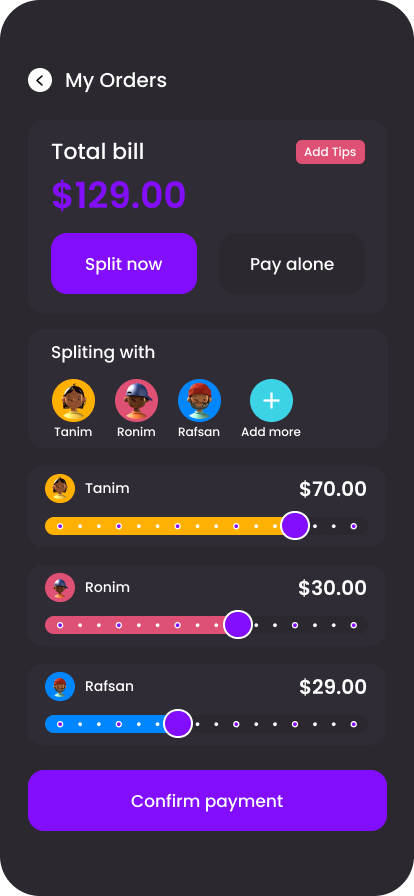 My Orders
Total bill
Add Tips
$129.00
Split now
Pay alone
Spliting with
Tanim
Ronim
Rafsan
Add more
Tanim
$70.00
Ronim
$30.00
Rafsan
$29.00
Confirm payment